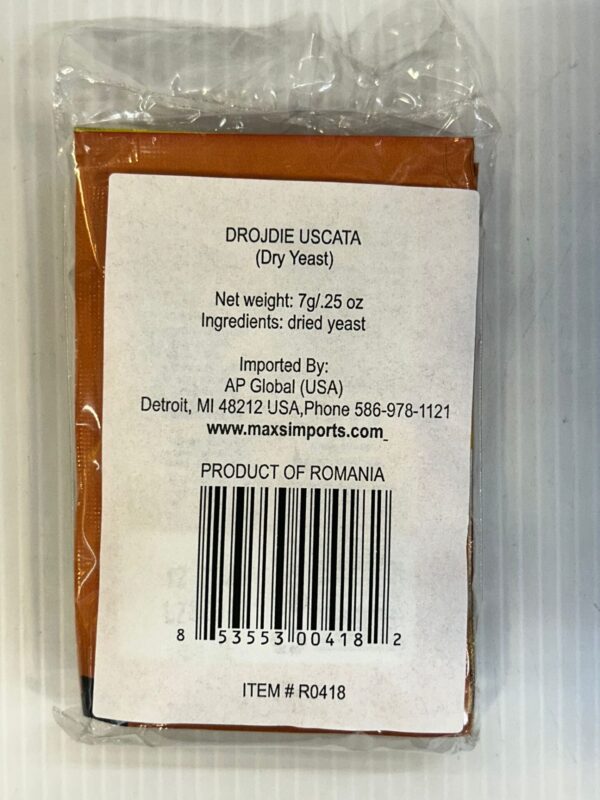 DROJDIE USCATA
(Dry Yeast)
Net weight: 7g/.25 oz
Ingredients: dried yeast
Imported By:
AP Global (USA)
Detroit, MI 48212 USA,Phone 586-978-1121
www.maxsimports.com_
PRODUCT OF ROMANIA
8 53553 00418 2
ITEM # R0418